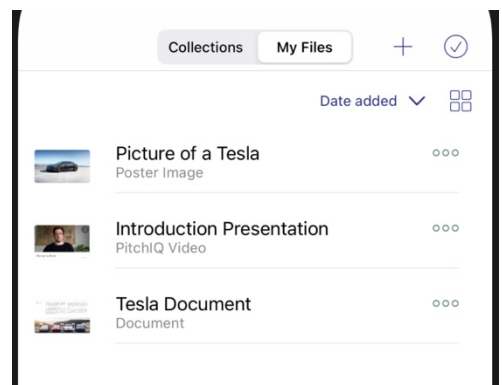 Collections
My Files
Date added
Picture of a Tesla
Poster Image
Introduction Presentation
PitchIQ Video
Tesla Document
Document